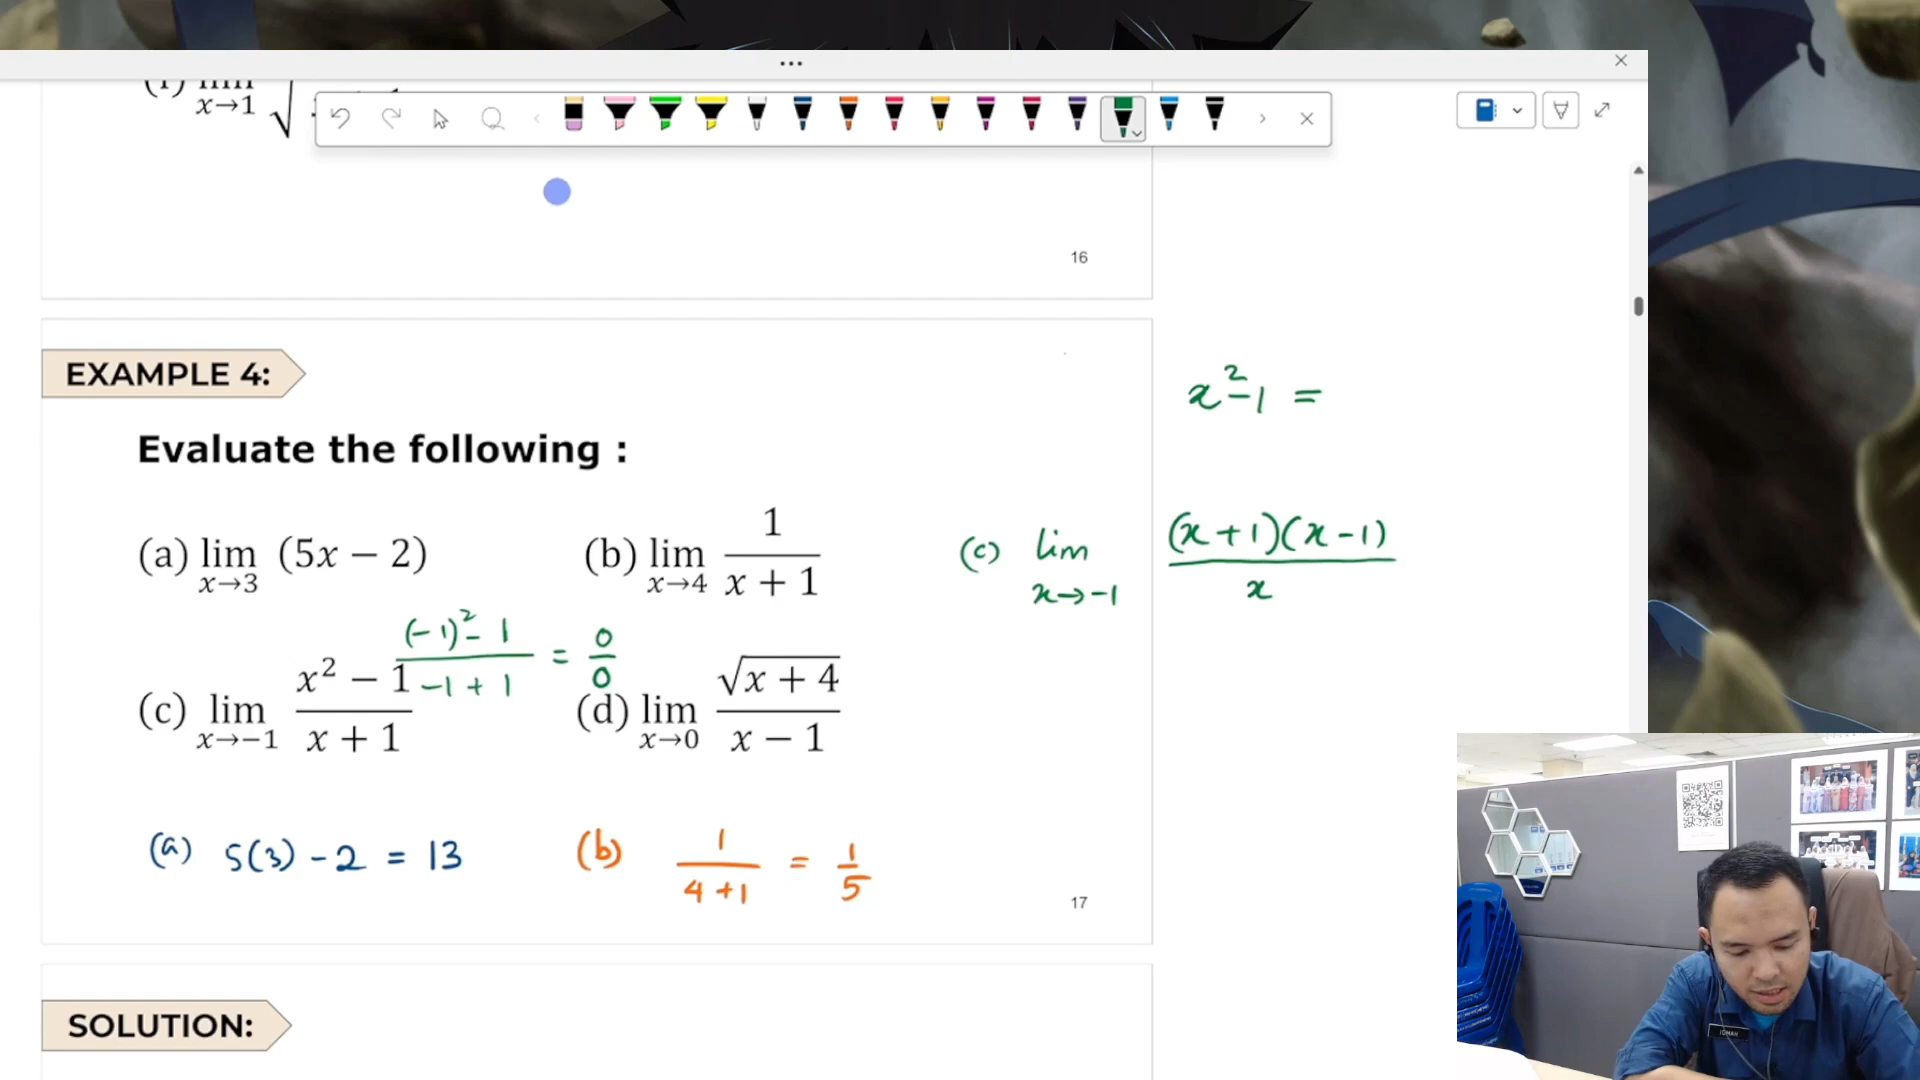 x→1 √
16
EXAMPLE 4:
x² - 1 =
Evaluate the following :
(a) lim x→3 (5x − 2)
(b) lim x→4 1/(x + 1)
(c) lim x→-1 (x+1)(x-1)/x
((-1)² - 1)/(-1 + 1) = 0/0
(c) lim x→−1 (x² − 1)/(x + 1)
(d) lim x→0 √(x + 4)/(x − 1)
(a) 5(3) - 2 = 13
(b) 1/(4+1) = 1/5
17
SOLUTION: